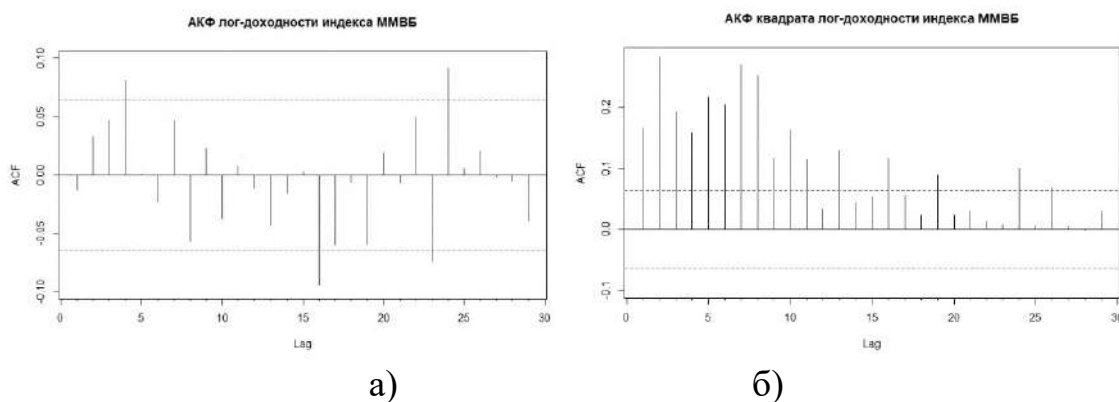 АКФ лог-доходности индекса ММВБ
ACF
0.10
0.05
0.00
-0.05
-0.10
0 5 10 15 20 25 30
Lag
а)
АКФ квадрата лог-доходности индекса ММВБ
ACF
0.2
0.1
0.0
-0.1
0 5 10 15 20 25 30
Lag
б)